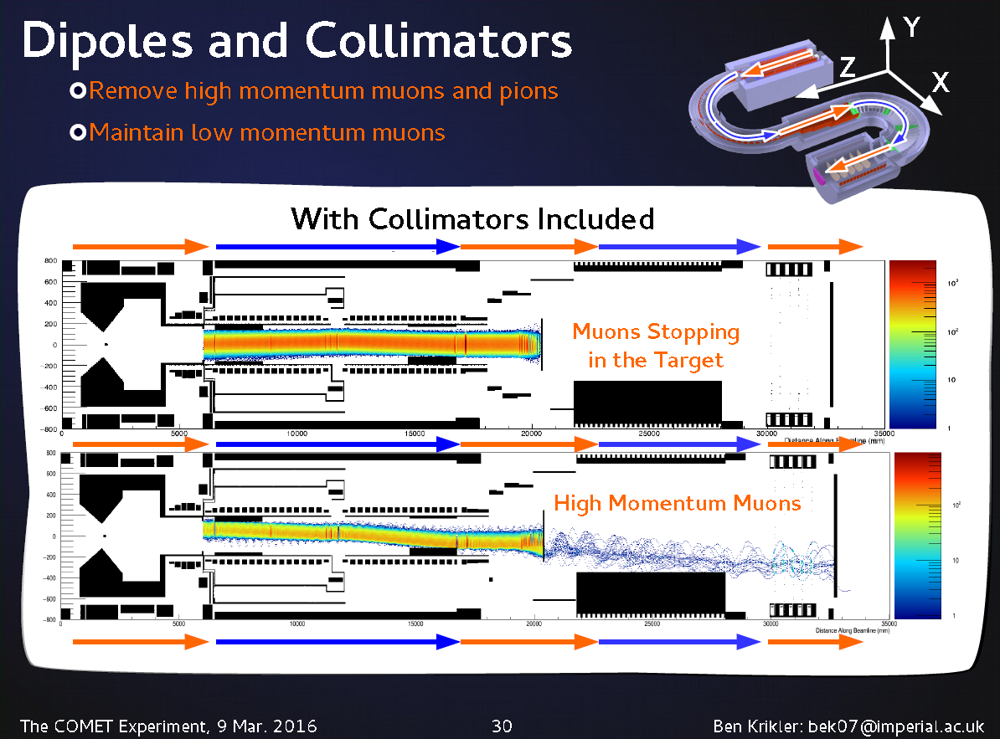 Dipoles and Collimators
Remove high momentum muons and pions
Maintain low momentum muons
Y
Z
X
With Collimators Included
800
600
400
200
0
−200
−400
−600
−800
5000
10000
15000
20000
25000
30000
35000
Distance Along Beamline (mm)
Muons Stopping
in the Target
10³
10²
10
1
800
600
400
200
0
−200
−400
−600
−800
0
5000
10000
15000
20000
25000
30000
35000
Distance Along Beamline (mm)
High Momentum Muons
10²
10
1
The COMET Experiment, 9 Mar. 2016
30
Ben Krikler: bek07@imperial.ac.uk